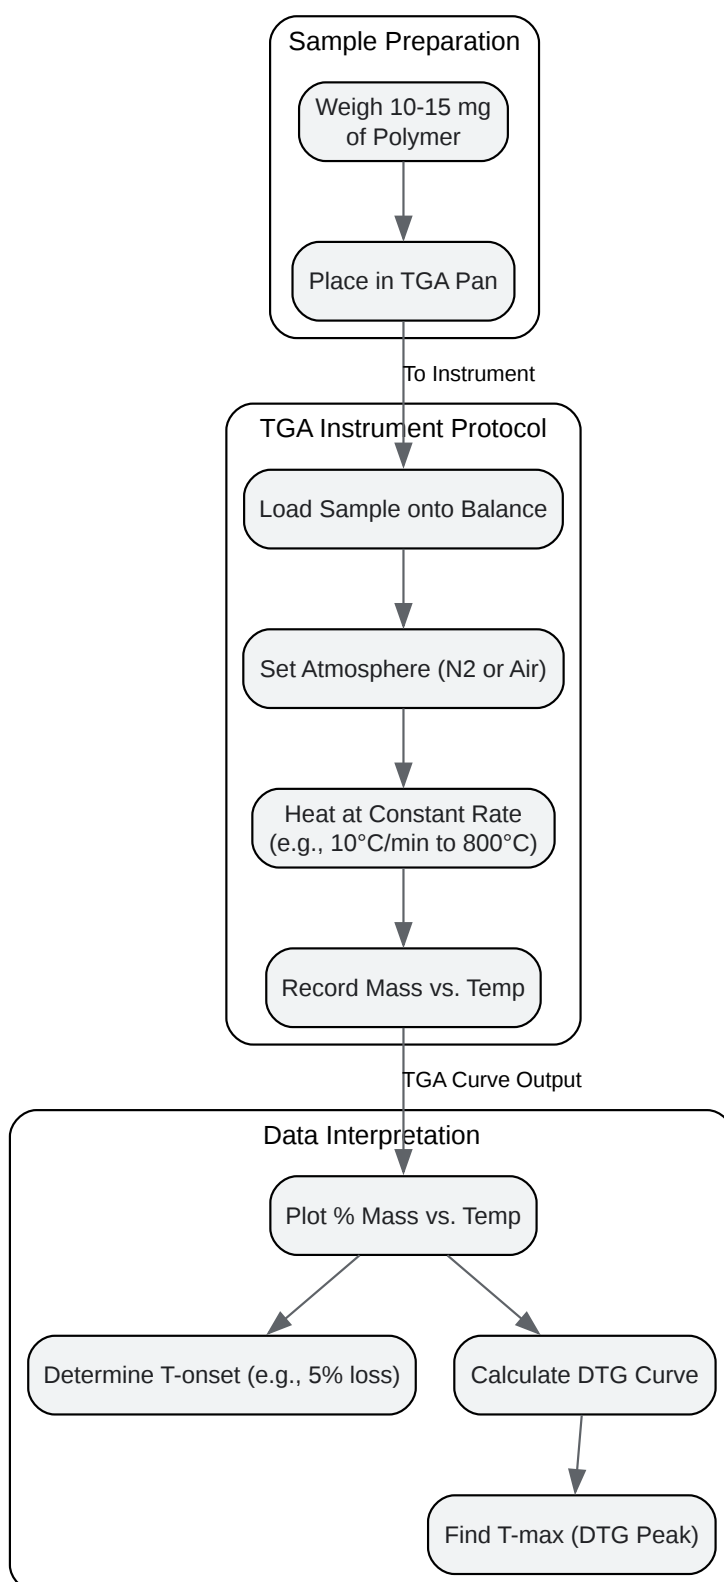 Sample Preparation
Weigh 10-15 mg
of Polymer
Place in TGA Pan
To Instrument
TGA Instrument Protocol
Load Sample onto Balance
Set Atmosphere (N2 or Air)
Heat at Constant Rate
(e.g., 10°C/min to 800°C)
Record Mass vs. Temp
TGA Curve Output
Data Interpretation
Plot % Mass vs. Temp
Determine T-onset (e.g., 5% loss)
Calculate DTG Curve
Find T-max (DTG Peak)